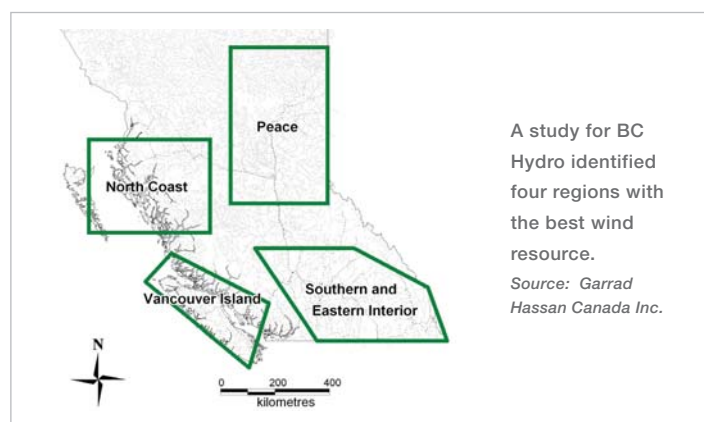 Peace
North Coast
Vancouver Island
Southern and
Eastern Interior
N
0 200 400
kilometres
A study for BC
Hydro identified
four regions with
the best wind
resource.
Source: Garrad
Hassan Canada Inc.